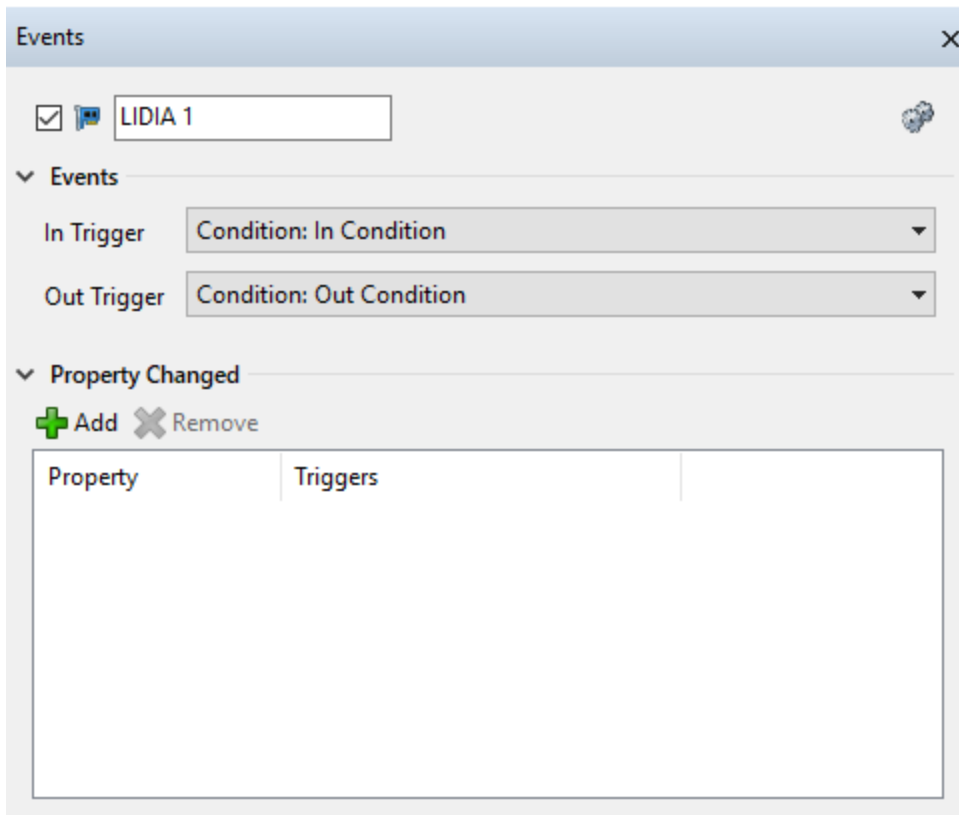 Events
LIDIA 1
Events
In Trigger Condition: In Condition
Out Trigger Condition: Out Condition
Property Changed
Add Remove
Property Triggers